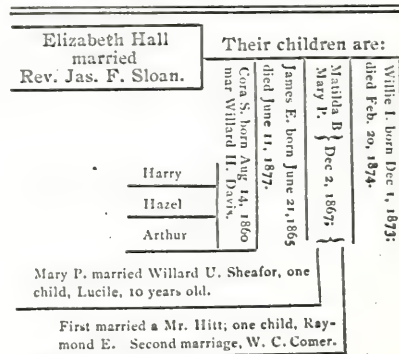 Elizabeth Hall
married
Rev. Jas. F. Sloan.
Their children are:
Cora S. born Aug 14, 1860
mar Willard H. Davis.
James E. born June 21, 1865
died June 11, 1877.
Matilda B }
Mary P. } Dec 2, 1867; {
Willie I. born Dec 1, 1873;
died Feb. 20, 1874.
Harry
Hazel
Arthur
Mary P. married Willard U. Sheafor, one
child, Lucile, 10 years old.
First married a Mr. Hitt; one child, Ray-
mond E. Second marriage, W. C. Comer.